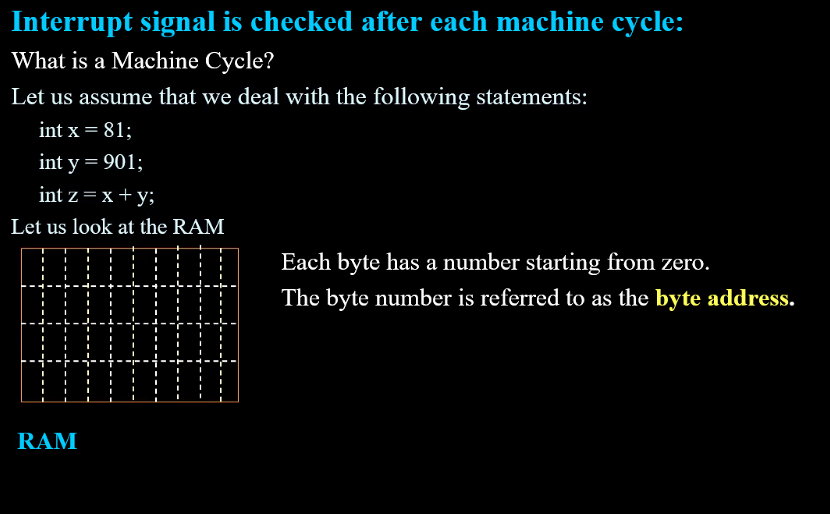 Interrupt signal is checked after each machine cycle:
What is a Machine Cycle?
Let us assume that we deal with the following statements:
int x = 81;
int y = 901;
int z = x + y;
Let us look at the RAM
Each byte has a number starting from zero.
The byte number is referred to as the byte address.
RAM